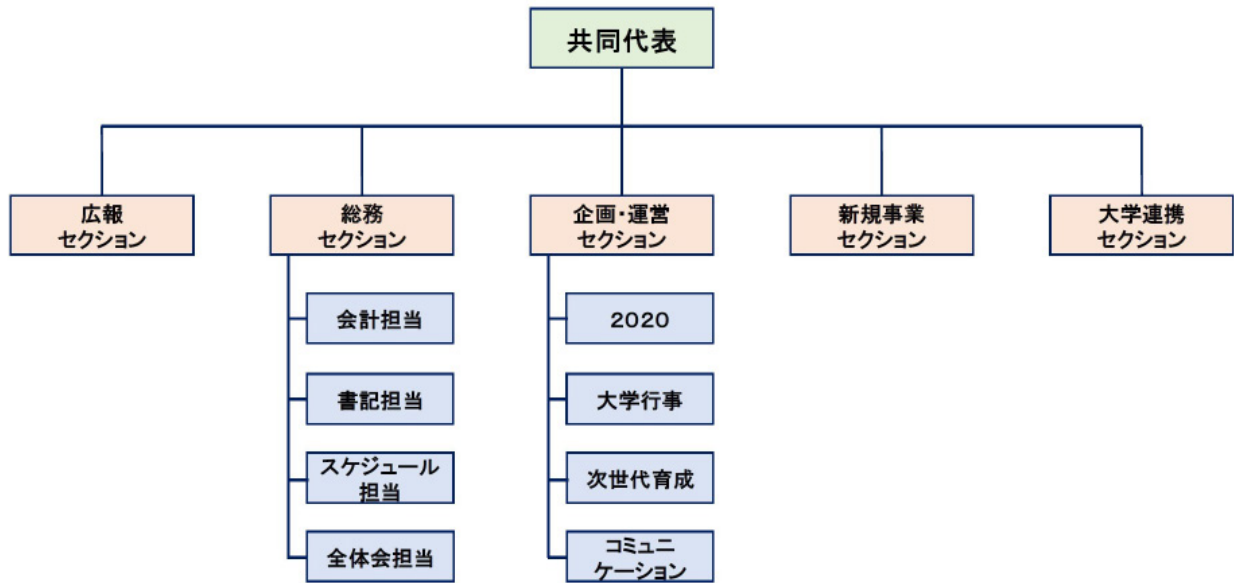 共同代表
広報
セクション
総務
セクション
企画・運営
セクション
新規事業
セクション
大学連携
セクション
会計担当
書記担当
スケジュール
担当
全体会担当
2020
大学行事
次世代育成
コミュニ
ケーション